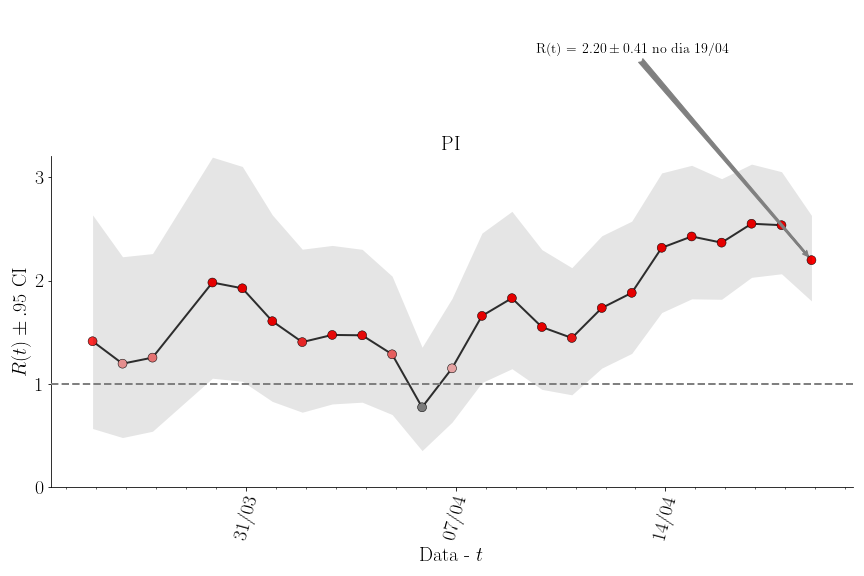 R(t) = 2.20 ± 0.41 no dia 19/04
PI
3
2
1
0
R(t) ± .95 CI
31/03
07/04
14/04
Data - t